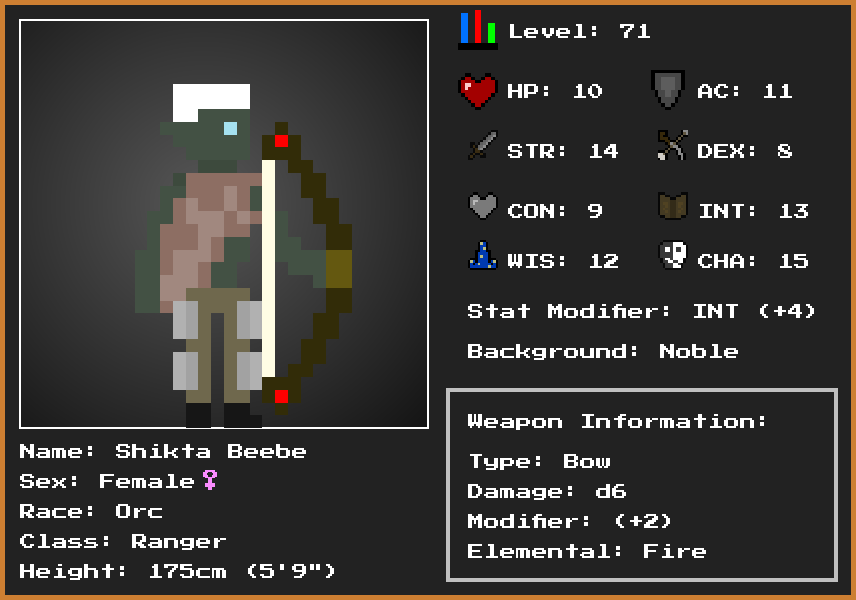 Level: 71
HP: 10
AC: 11
STR: 14
DEX: 8
CON: 9
INT: 13
WIS: 12
CHA: 15
Stat Modifier: INT (+4)
Background: Noble
Weapon Information:
Type: Bow
Damage: d6
Modifier: (+2)
Elemental: Fire
Name: Shikta Beebe
Sex: Female♀
Race: Orc
Class: Ranger
Height: 175cm (5'9")